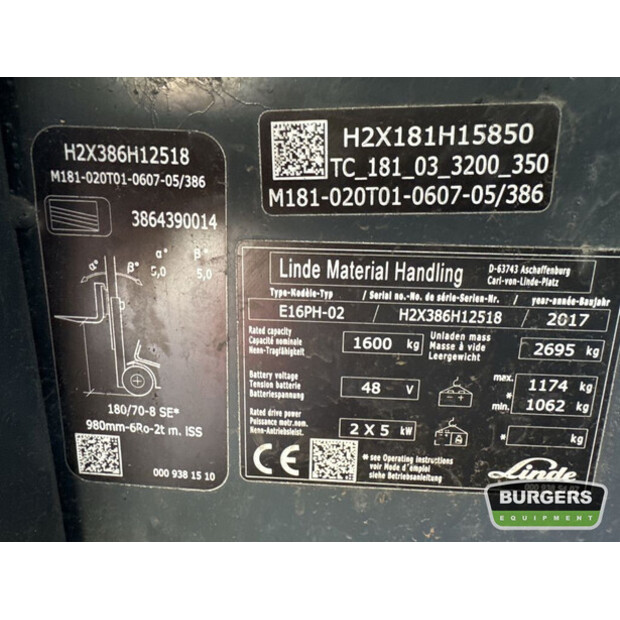 H2X386H12518
M181-020T01-0607-05/386
3864390014
α° β°
5,0 5,0
α° β°
180/70-8 SE*
980mm-6Ro-2t m. ISS
000 938 15 10
H2X181H15850
TC_181_03_3200_350
M181-020T01-0607-05/386
Linde Material Handling
D-63743 Aschaffenburg
Carl-von-Linde-Platz
Type-Modèle-Typ / Serial no.-No. de série-Serien-Nr. / year-année-Baujahr
E16PH-02 / H2X386H12518 / 2017
Rated capacity
Capacité nominale
Nenn-Tragfähigkeit
1600 kg
Unladen mass
Masse à vide
Leergewicht
2695 kg
Battery voltage
Tension batterie
Batteriespannung
48 V
max. 1174 kg
*
min. 1062 kg
Rated drive power
Puissance motr.nom.
Nenn-Antriebsleist.
2 X 5 kW
* kg
CE
* see Operating instructions
voir Mode d'emploi
siehe Betriebsanleitung
Linde
BURGERS
EQUIPMENT